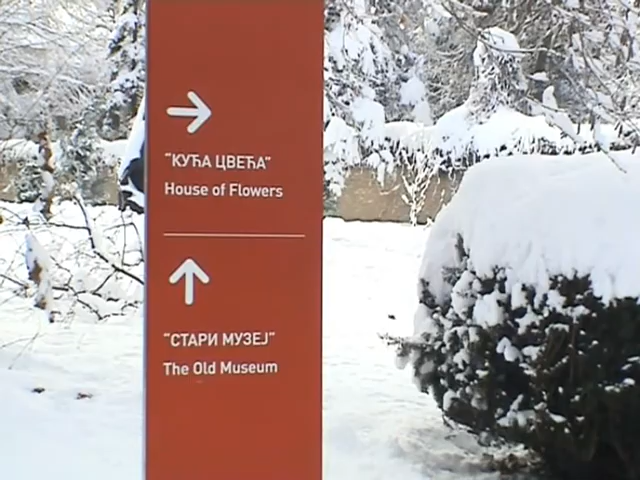 "КУЋА ЦВЕЋА"
House of Flowers
"СТАРИ МУЗЕЈ"
The Old Museum